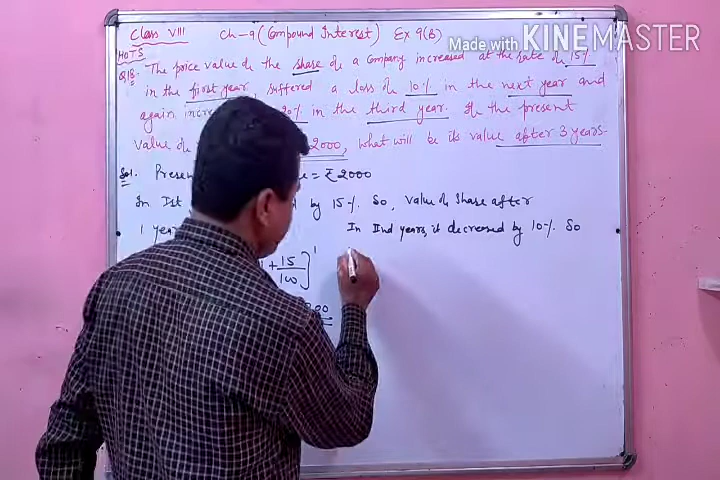 Class VIII Ch-9 (Compound Interest) Ex 9(B)
Made with KINEMASTER
HOTS
Q18. The price value of the share of a company increased at the rate of 15%
in the first year, suffered a loss of 10% in the next year and
again 20% in the third year. If the present
value of 2000, what will be its value after 3 years.
Sol. = ₹2000
In Ist by 15%. So, value of share after
1
In IInd years, it decreased by 10%. So
+ 15/100]^1